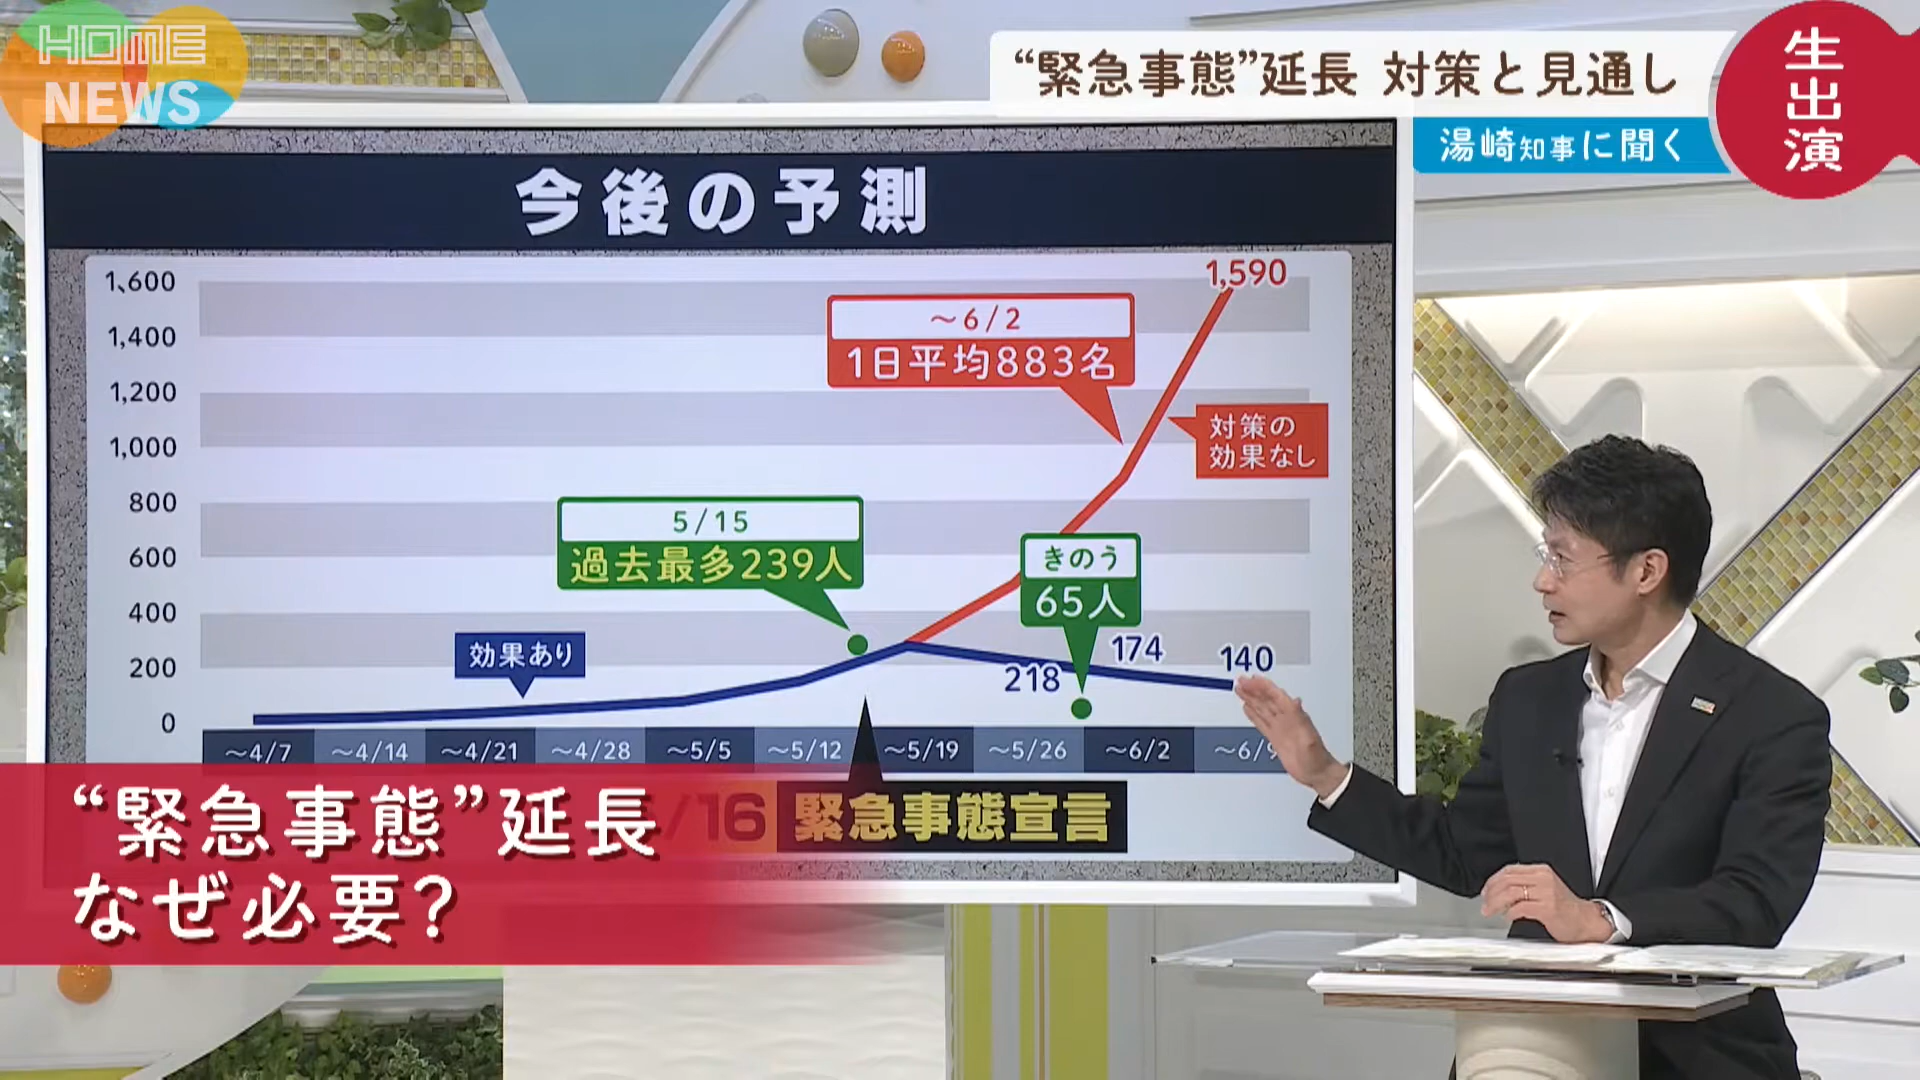 HOME
NEWS
“緊急事態”延長 対策と見通し
湯崎知事に聞く
生出演
今後の予測
1,600
1,400
1,200
1,000
800
600
400
200
0
1,590
～6/2
1日平均883名
対策の
効果なし
5/15
過去最多239人
きのう
65人
効果あり
218
174
140
～4/7 ～4/14 ～4/21 ～4/28 ～5/5 ～5/12 ～5/19 ～5/26 ～6/2 ～6/9
/16 緊急事態宣言
“緊急事態”延長
なぜ必要?